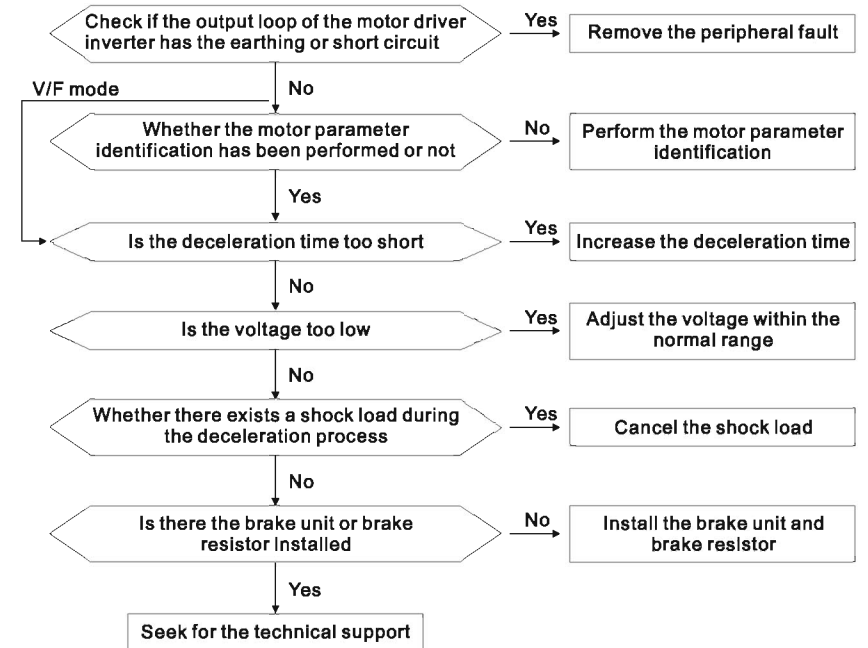 Check if the output loop of the motor driver
inverter has the earthing or short circuit
Yes
Remove the peripheral fault
V/F mode
No
Whether the motor parameter
identification has been performed or not
No
Perform the motor parameter
identification
Yes
Is the deceleration time too short
Yes
Increase the deceleration time
No
Is the voltage too low
Yes
Adjust the voltage within the
normal range
No
Whether there exists a shock load during
the deceleration process
Yes
Cancel the shock load
No
Is there the brake unit or brake
resistor installed
No
Install the brake unit and
brake resistor
Yes
Seek for the technical support